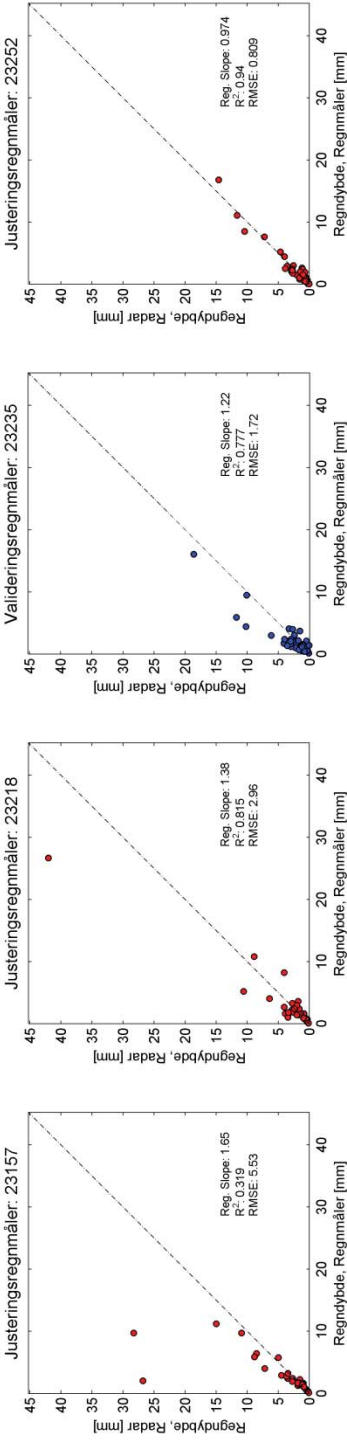 Justeringsregnmåler: 23157
Regndybde, Radar [mm]
45
40
35
30
25
20
15
10
5
0
Reg. Slope: 1.65
R²: 0.319
RMSE: 5.53
0
10
20
30
40
Regndybde, Regnmåler [mm]
Justeringsregnmåler: 23218
Regndybde, Radar [mm]
45
40
35
30
25
20
15
10
5
0
Reg. Slope: 1.38
R²: 0.815
RMSE: 2.96
0
10
20
30
40
Regndybde, Regnmåler [mm]
Valideringsregnmåler: 23235
Regndybde, Radar [mm]
45
40
35
30
25
20
15
10
5
0
Reg. Slope: 1.22
R²: 0.777
RMSE: 1.72
0
10
20
30
40
Regndybde, Regnmåler [mm]
Justeringsregnmåler: 23252
Regndybde, Radar [mm]
45
40
35
30
25
20
15
10
5
0
Reg. Slope: 0.974
R²: 0.94
RMSE: 0.809
0
10
20
30
40
Regndybde, Regnmåler [mm]